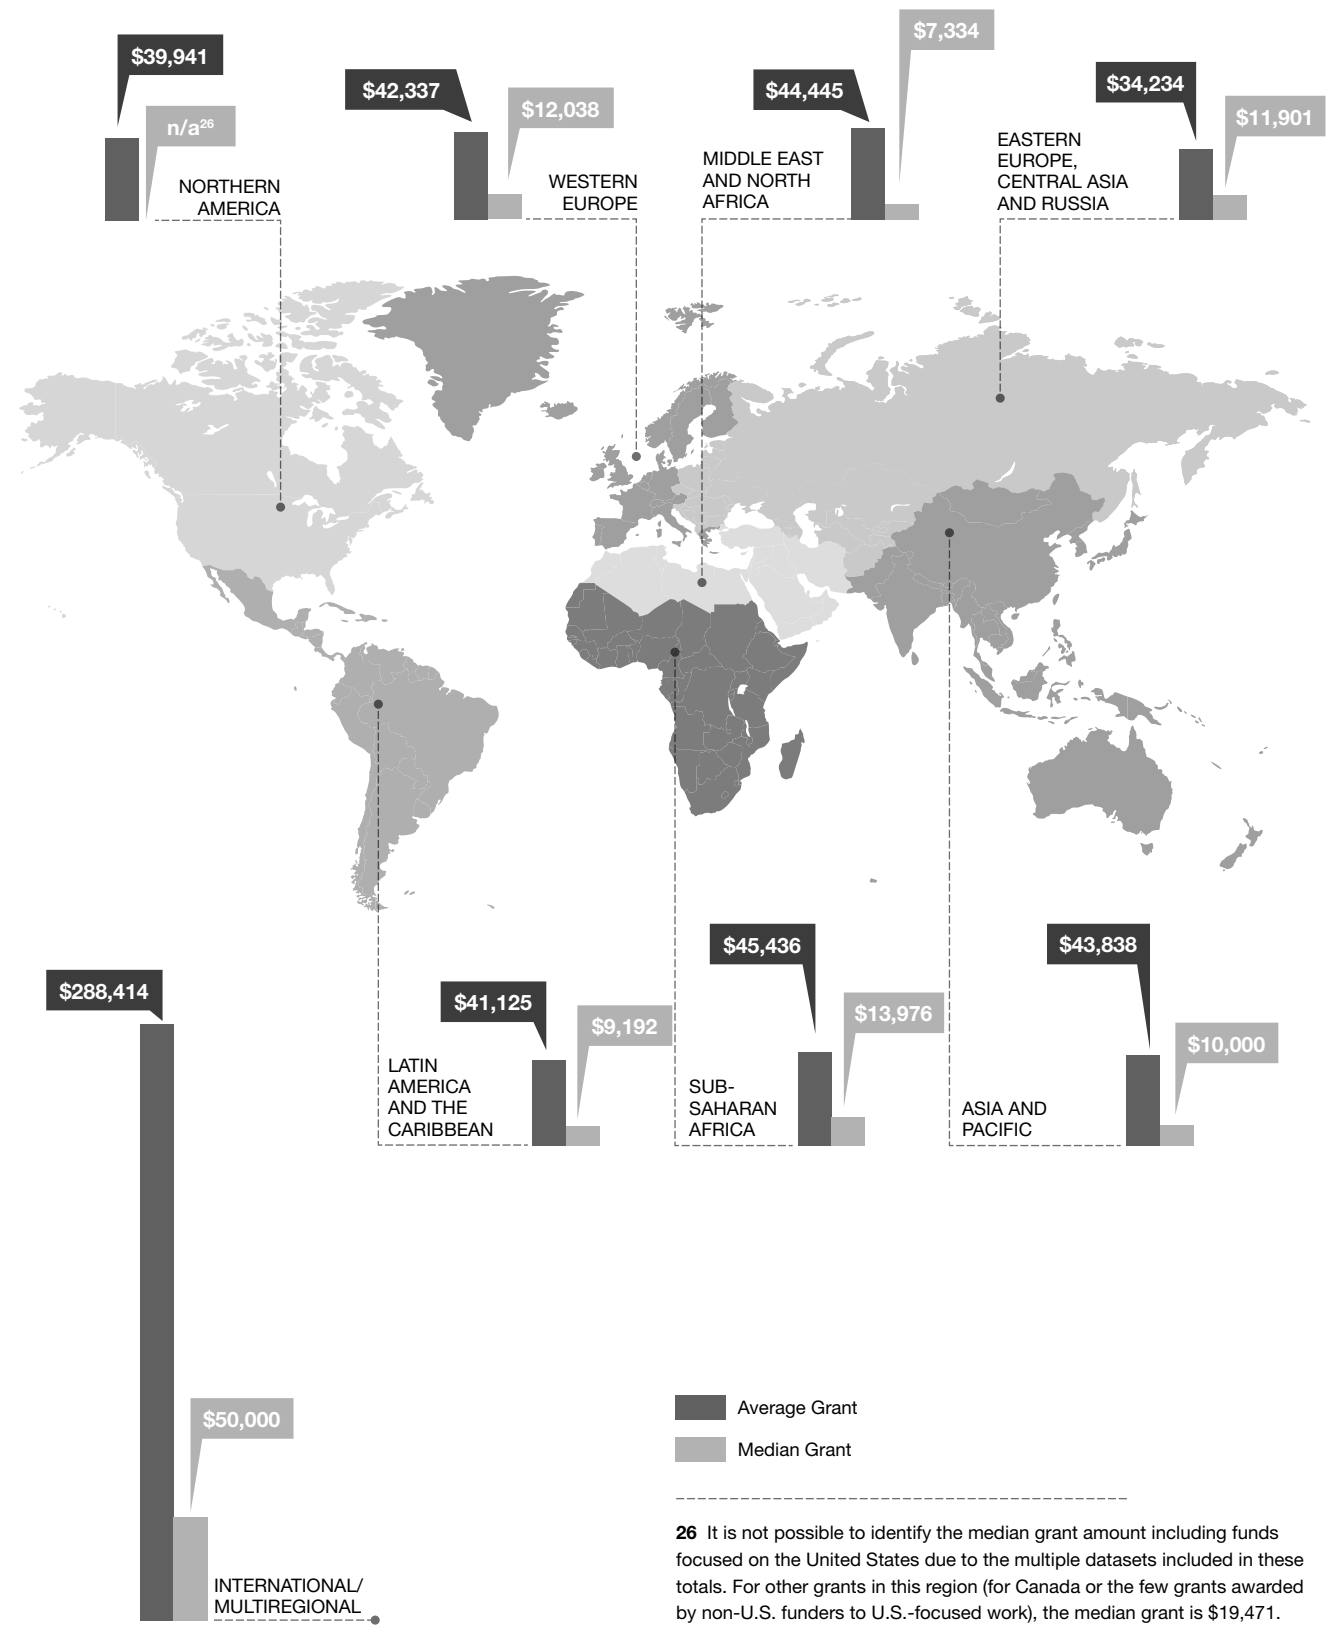 $39,941
n/a26
NORTHERN
AMERICA
$42,337
$12,038
WESTERN
EUROPE
$44,445
$7,334
MIDDLE EAST
AND NORTH
AFRICA
$34,234
$11,901
EASTERN
EUROPE,
CENTRAL ASIA
AND RUSSIA
$41,125
$9,192
LATIN
AMERICA
AND THE
CARIBBEAN
$45,436
$13,976
SUB-
SAHARAN
AFRICA
$43,838
$10,000
ASIA AND
PACIFIC
$288,414
$50,000
INTERNATIONAL/
MULTIREGIONAL
Average Grant
Median Grant
26 It is not possible to identify the median grant amount including funds
focused on the United States due to the multiple datasets included in these
totals. For other grants in this region (for Canada or the few grants awarded
by non-U.S. funders to U.S.-focused work), the median grant is $19,471.